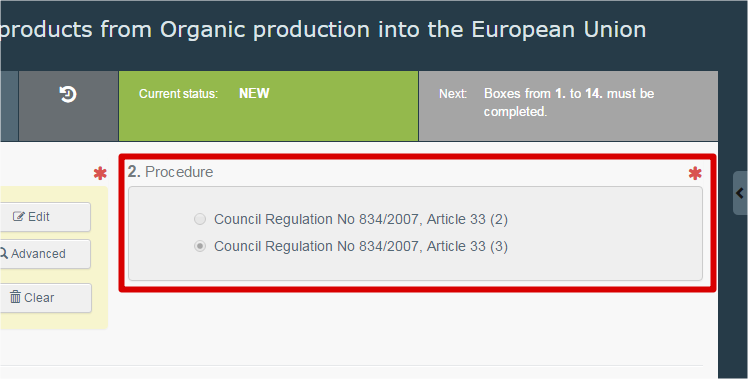 products from Organic production into the European Union
Current status: NEW
Next: Boxes from 1. to 14. must be
completed.
2. Procedure
Edit
Advanced
Clear
Council Regulation No 834/2007, Article 33 (2)
Council Regulation No 834/2007, Article 33 (3)